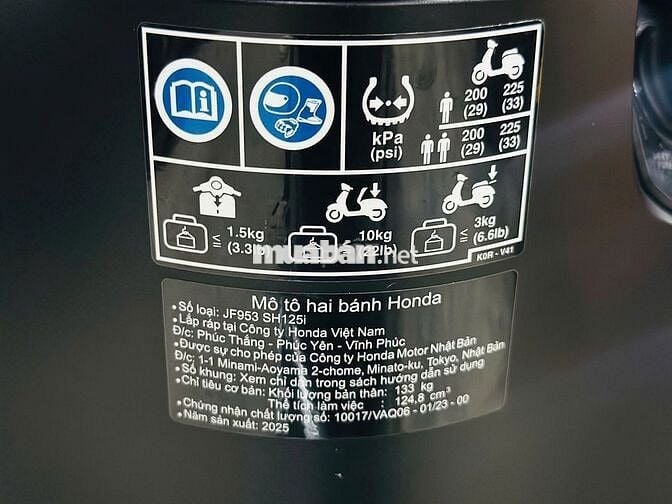 kPa
(psi)
200
(29)
225
(33)
200
(29)
225
(33)
≤ 1.5kg
(3.3lb)
≤ 10kg
(22lb)
≤ 3kg
(6.6lb)
K0R - V41
muabán.net
Mô tô hai bánh Honda
•Số loại: JF953 SH125i
•Lắp ráp tại Công ty Honda Việt Nam
Đ/c: Phúc Thắng - Phúc Yên - Vĩnh Phúc
•Được sự cho phép của Công ty Honda Motor Nhật Bản
Đ/c: 1-1 Minami-Aoyama 2-chome, Minato-ku, Tokyo, Nhật Bản
•Số khung: Xem chỉ dẫn trong sách hướng dẫn sử dụng
•Chỉ tiêu cơ bản: Khối lượng bản thân: 133 kg
Thể tích làm việc : 124,8 cm³
•Chứng nhận chất lượng số: 10017/VAQ06 - 01/23 - 00
•Năm sản xuất: 2025